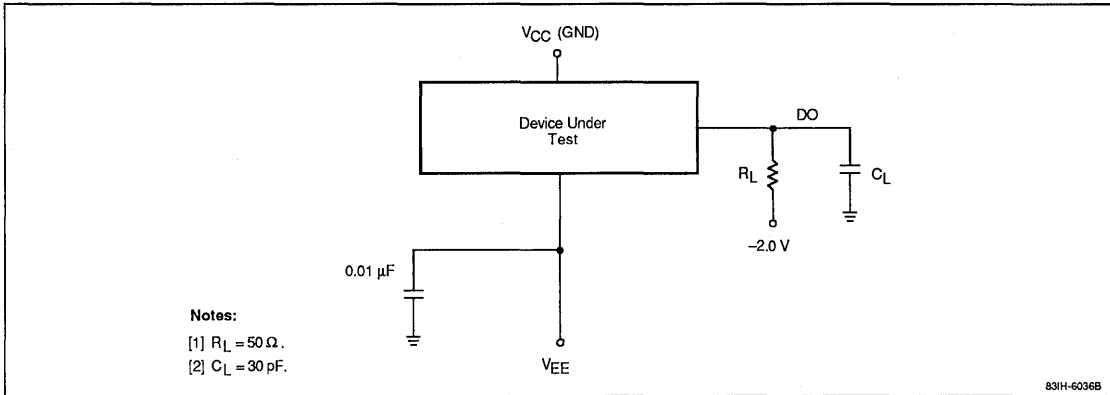 VCC (GND)
Device Under
Test
DO
RL
CL
–2.0 V
0.01 μF
VEE
Notes:
[1] RL = 50 Ω.
[2] CL = 30 pF.
83IH-6036B